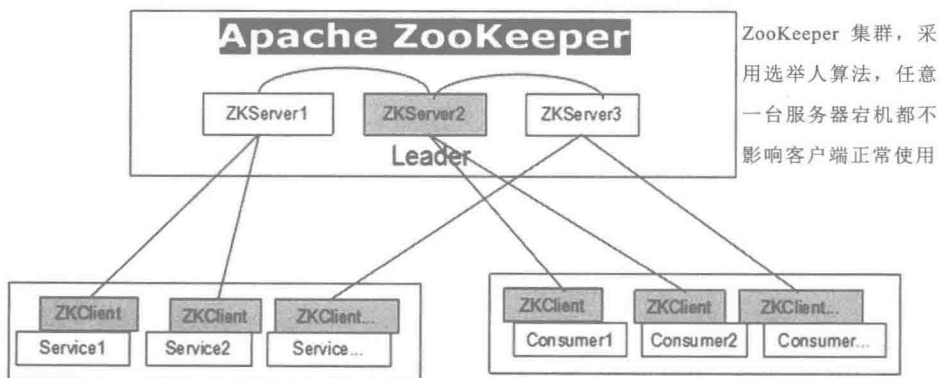 Apache ZooKeeper
ZooKeeper 集群，采
用选举人算法，任意
一台服务器宕机都不
影响客户端正常使用
ZKServer1
ZKServer2
ZKServer3
Leader
ZKClient
ZKClient
ZKClient...
Service1
Service2
Service...
ZKClient
ZKClient
ZKClient...
Consumer1
Consumer2
Consumer...